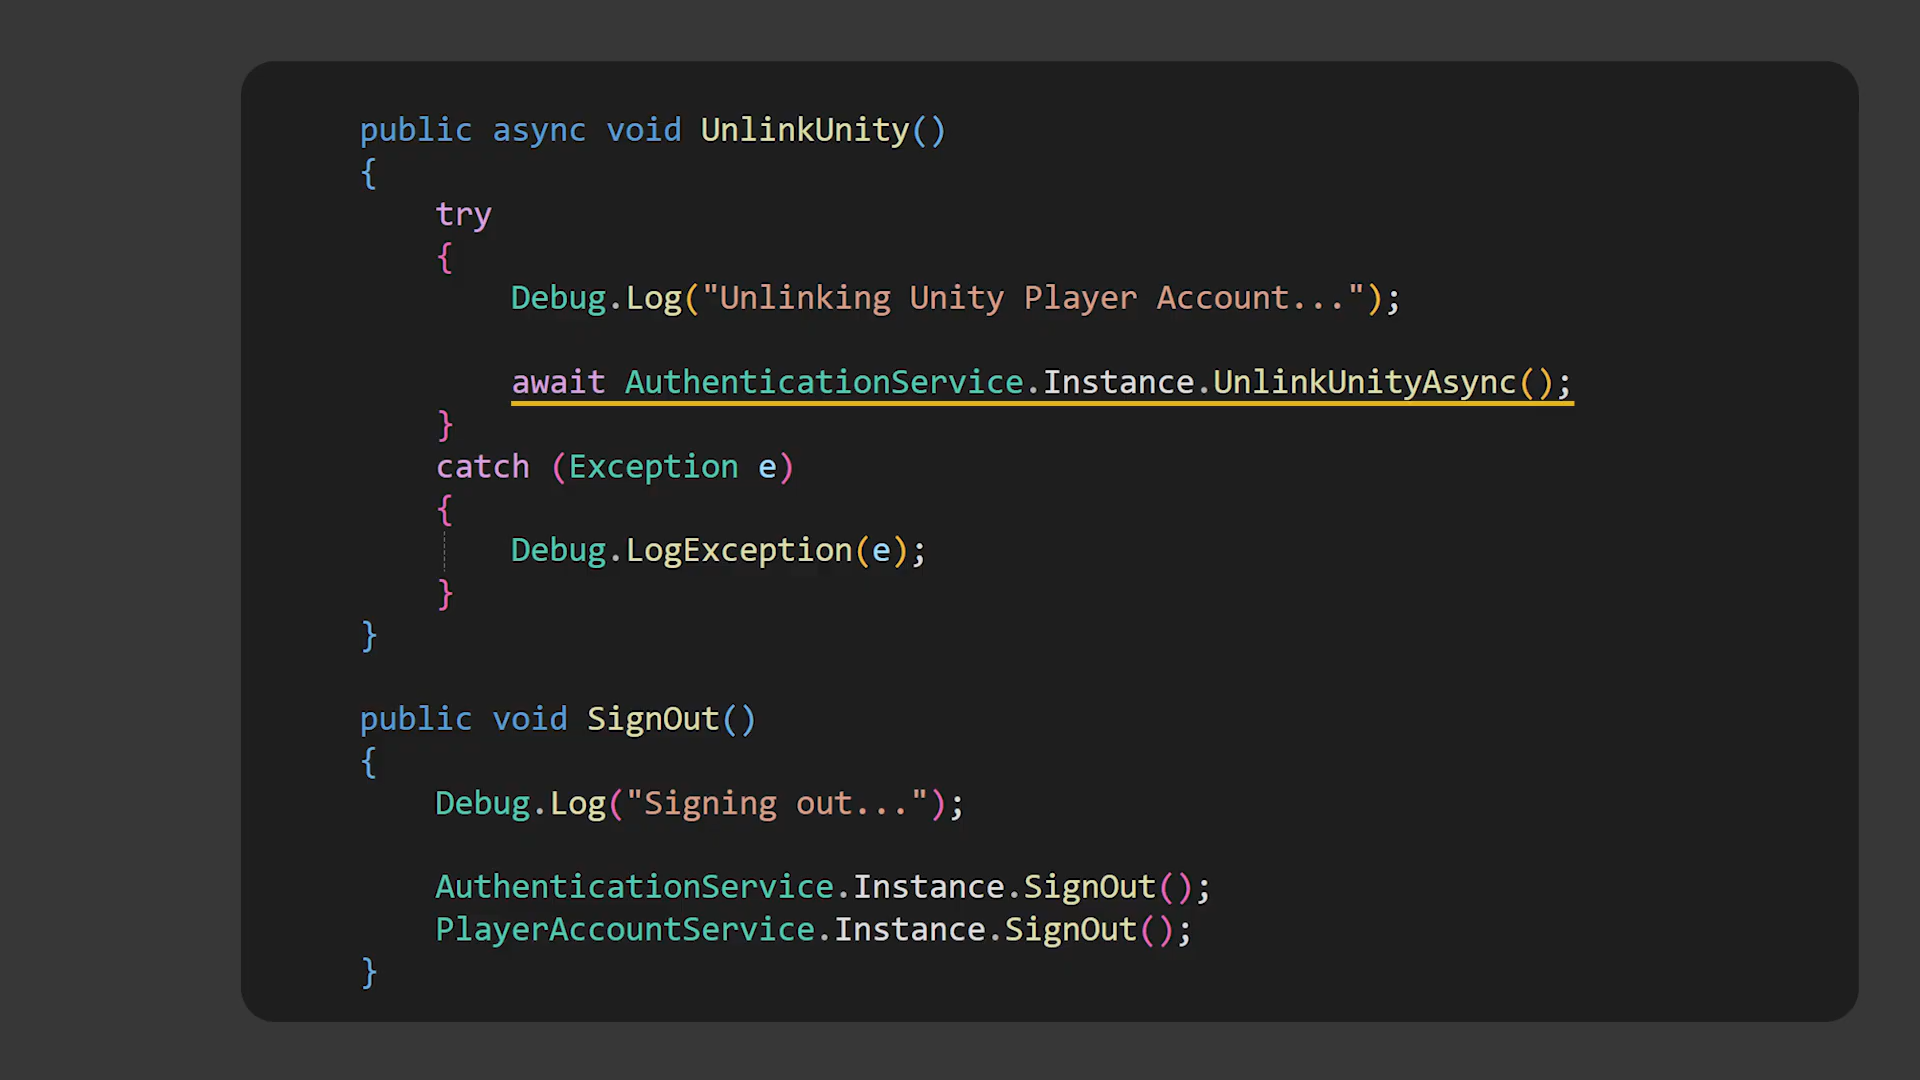 public async void UnlinkUnity()
{
try
{
Debug.Log("Unlinking Unity Player Account...");
await AuthenticationService.Instance.UnlinkUnityAsync();
}
catch (Exception e)
{
Debug.LogException(e);
}
}
public void SignOut()
{
Debug.Log("Signing out...");
AuthenticationService.Instance.SignOut();
PlayerAccountService.Instance.SignOut();
}